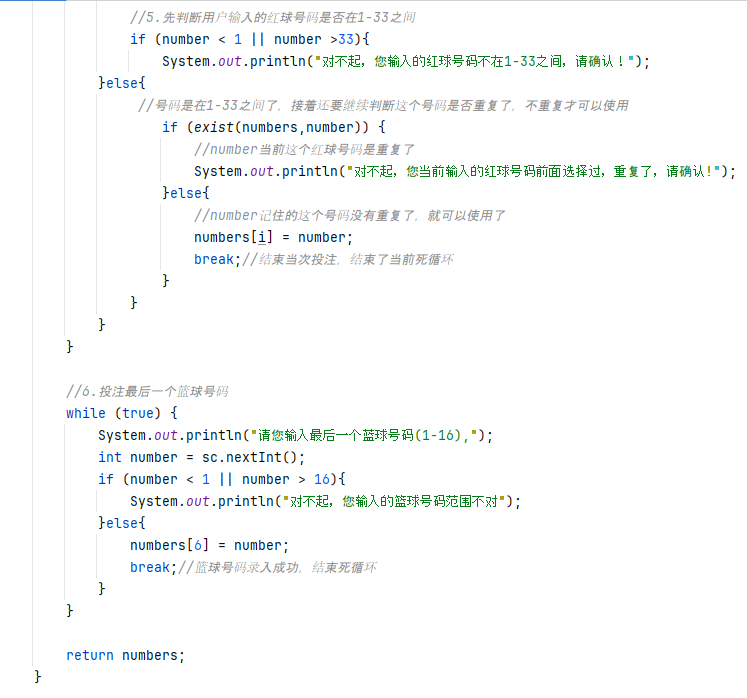 //5.先判断用户输入的红球号码是否在1-33之间
if (number < 1 || number >33){
System.out.println("对不起，您输入的红球号码不在1-33之间，请确认！");
}else{
//号码是在1-33之间了，接着还要继续判断这个号码是否重复了，不重复才可以使用
if (exist(numbers,number)) {
//number当前这个红球号码是重复了
System.out.println("对不起，您当前输入的红球号码前面选择过，重复了，请确认!");
}else{
//number记住的这个号码没有重复了，就可以使用了
numbers[i] = number;
break;//结束当次投注，结束了当前死循环
}
}
}
}
//6.投注最后一个篮球号码
while (true) {
System.out.println("请您输入最后一个蓝球号码(1-16),");
int number = sc.nextInt();
if (number < 1 || number > 16){
System.out.println("对不起，您输入的篮球号码范围不对");
}else{
numbers[6] = number;
break;//篮球号码录入成功，结束死循环
}
}
return numbers;
}